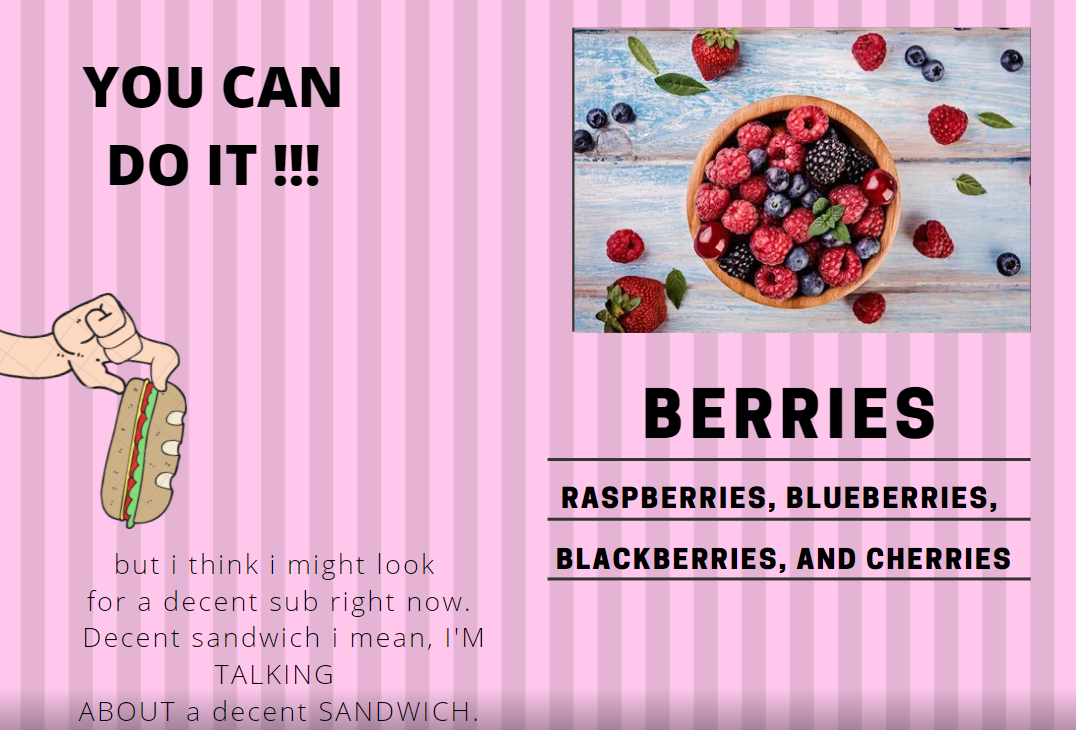 YOU CAN
DO IT !!!
but i think i might look
for a decent sub right now.
Decent sandwich i mean, I'M
TALKING
ABOUT a decent SANDWICH.
BERRIES
RASPBERRIES, BLUEBERRIES,
BLACKBERRIES, AND CHERRIES